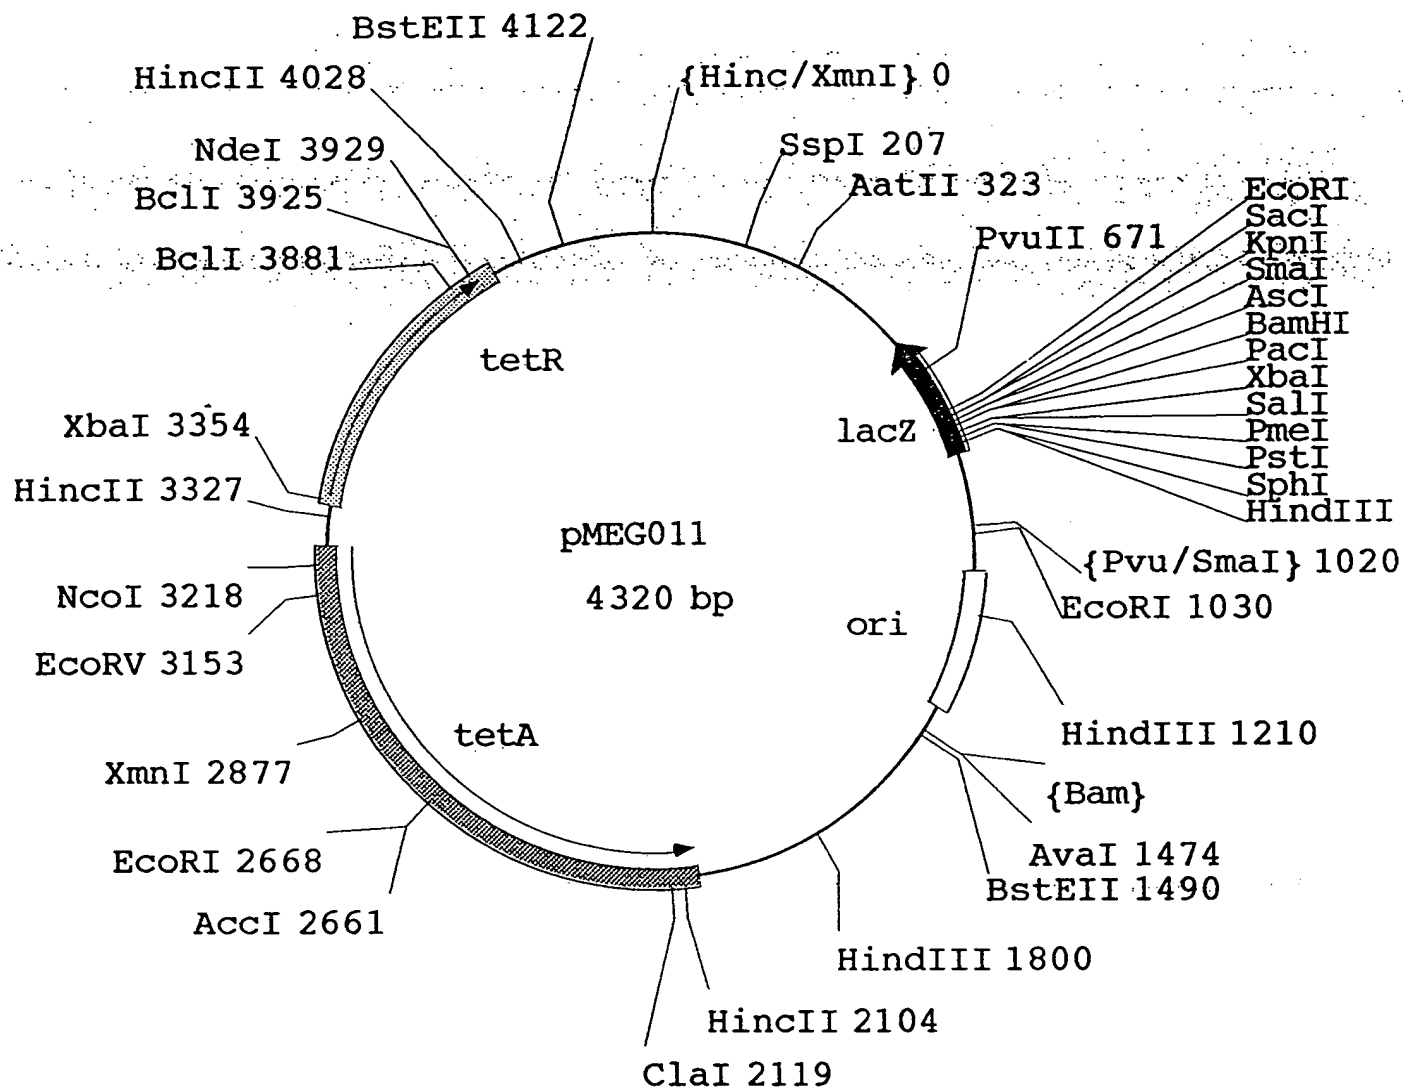 BstEII 4122
HincII 4028
{Hinc/XmnI} 0
NdeI 3929
SspI 207
BclI 3925
AatII 323
EcoRI
SacI
PvuII 671
KpnI
BclI 3881
SmaI
AscI
BamHI
PacI
tetR
XbaI
SalI
XbaI 3354
lacZ
PmeI
PstI
HincII 3327
SphI
HindIII
pMEG011
{Pvu/SmaI} 1020
NcoI 3218
4320 bp
EcoRI 1030
ori
EcoRV 3153
tetA
HindIII 1210
XmnI 2877
{Bam}
EcoRI 2668
AvaI 1474
BstEII 1490
AccI 2661
HindIII 1800
HincII 2104
ClaI 2119